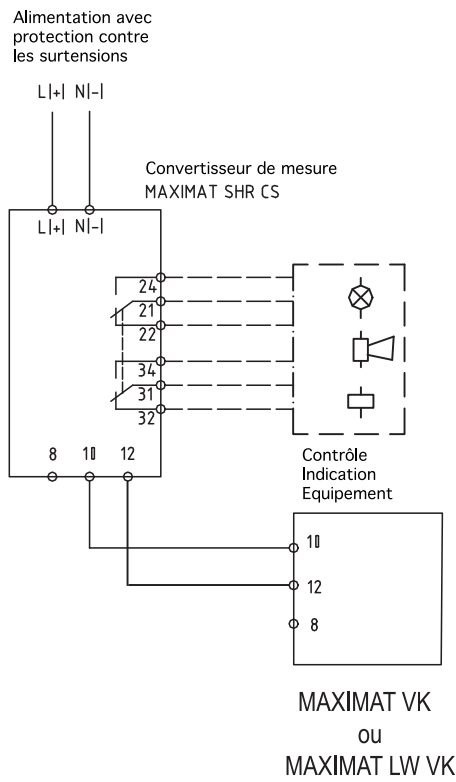 Alimentation avec
protection contre
les surtensions
L|+| N|-|
Convertisseur de mesure
MAXIMAT SHR CS
L|+| N|-|
24
21
22
34
31
32
8 10 12
Contrôle
Indication
Equipement
10
12
8
MAXIMAT VK
ou
MAXIMAT LW VK